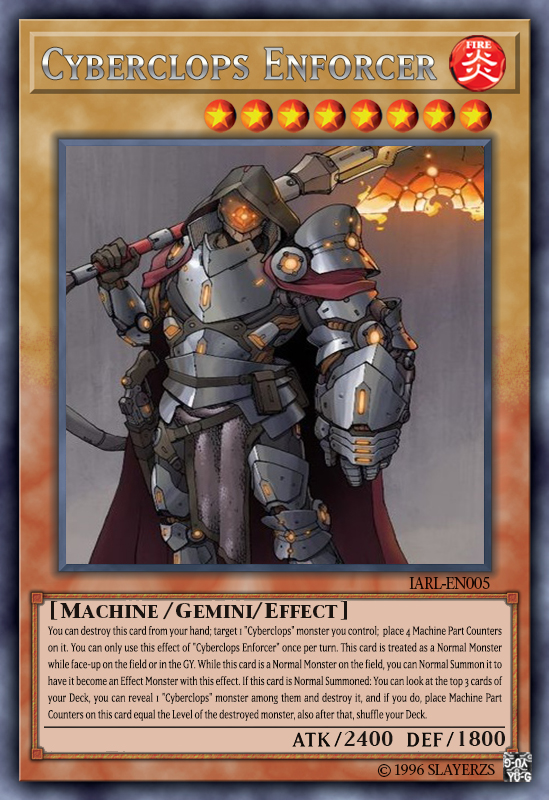 CYBERCLOPS ENFORCER
FIRE
炎
IARL-EN005
[MACHINE /GEMINI/EFFECT]
You can destroy this card from your hand; target 1 "Cyberclops" monster you control; place 4 Machine Part Counters
on it. You can only use this effect of "Cyberclops Enforcer" once per turn. This card is treated as a Normal Monster
while face-up on the field or in the GY. While this card is a Normal Monster on the field, you can Normal Summon it to
have it become an Effect Monster with this effect. If this card is Normal Summoned: You can look at the top 3 cards of
your Deck, you can reveal 1 "Cyberclops" monster among them and destroy it, and if you do, place Machine Part
Counters on this card equal the Level of the destroyed monster, also after that, shuffle your Deck.
ATK/2400 DEF/1800
© 1996 SLAYERZS